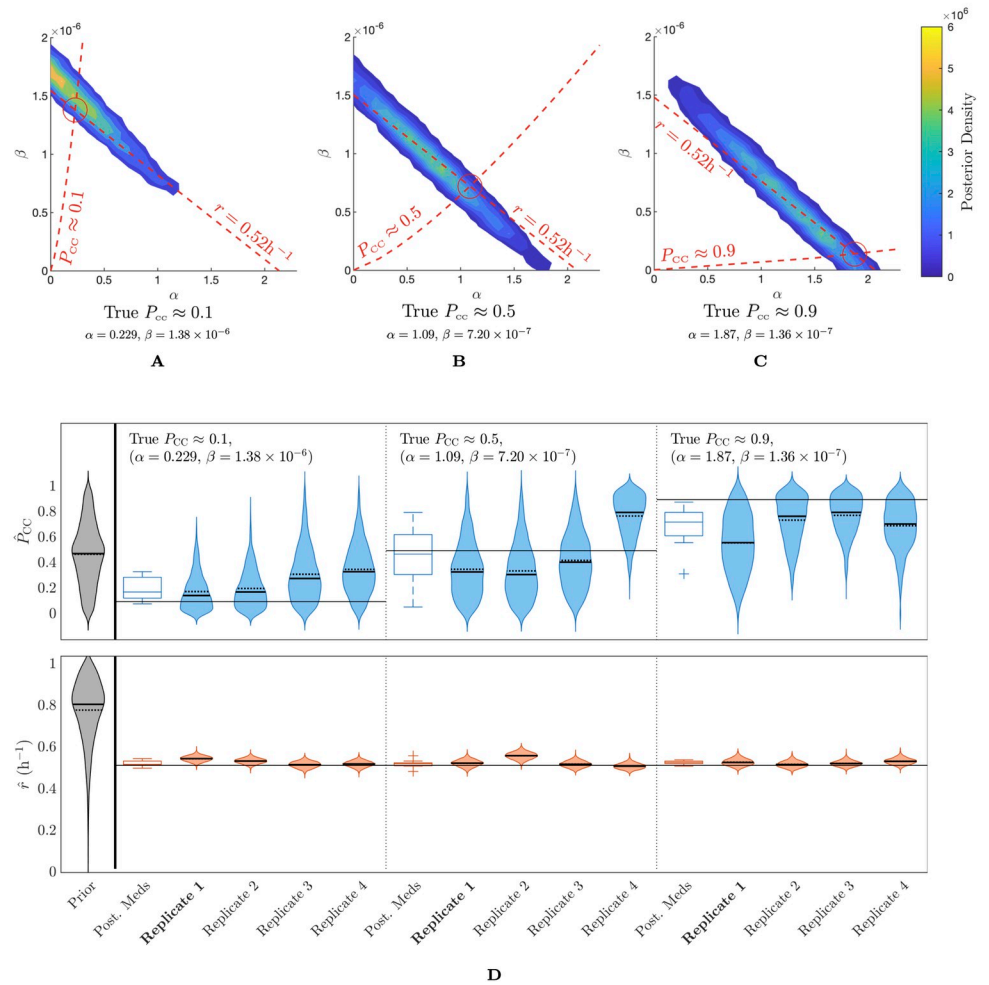 ×10⁻⁶
2
1.5
1
0.5
0
β
P_cc ≈ 0.1
r = 0.52h⁻¹
0 0.5 1 1.5 2
α
True P_cc ≈ 0.1
α = 0.229, β = 1.38 × 10⁻⁶
A
×10⁻⁶
2
1.5
1
0.5
0
β
P_cc ≈ 0.5
r = 0.52h⁻¹
0 0.5 1 1.5 2
α
True P_cc ≈ 0.5
α = 1.09, β = 7.20 × 10⁻⁷
B
×10⁻⁶
2
1.5
1
0.5
0
β
r = 0.52h⁻¹
P_cc ≈ 0.9
0 0.5 1 1.5 2
α
True P_cc ≈ 0.9
α = 1.87, β = 1.36 × 10⁻⁷
C
×10⁶
6
5
4
3
2
1
0
Posterior Density
True P_CC ≈ 0.1,
(α = 0.229, β = 1.38 × 10⁻⁶)
True P_CC ≈ 0.5,
(α = 1.09, β = 7.20 × 10⁻⁷)
True P_CC ≈ 0.9,
(α = 1.87, β = 1.36 × 10⁻⁷)
1
0.8
0.6
0.4
0.2
0
P̂_CC
1
0.8
0.6
0.4
0.2
0
r̂ (h⁻¹)
Prior
Post. Meds
Replicate 1
Replicate 2
Replicate 3
Replicate 4
Post. Meds
Replicate 1
Replicate 2
Replicate 3
Replicate 4
Post. Meds
Replicate 1
Replicate 2
Replicate 3
Replicate 4
D